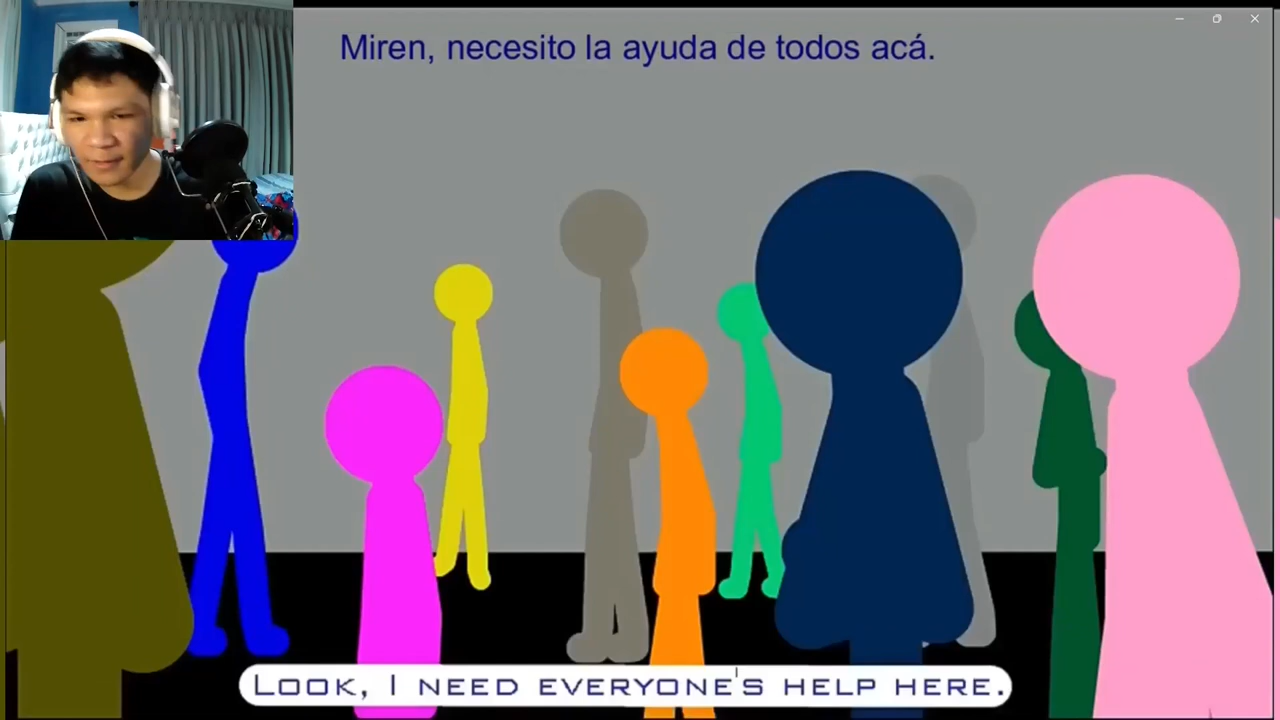 Miren, necesito la ayuda de todos acá.
LOOK, I NEED EVERYONE'S HELP HERE.